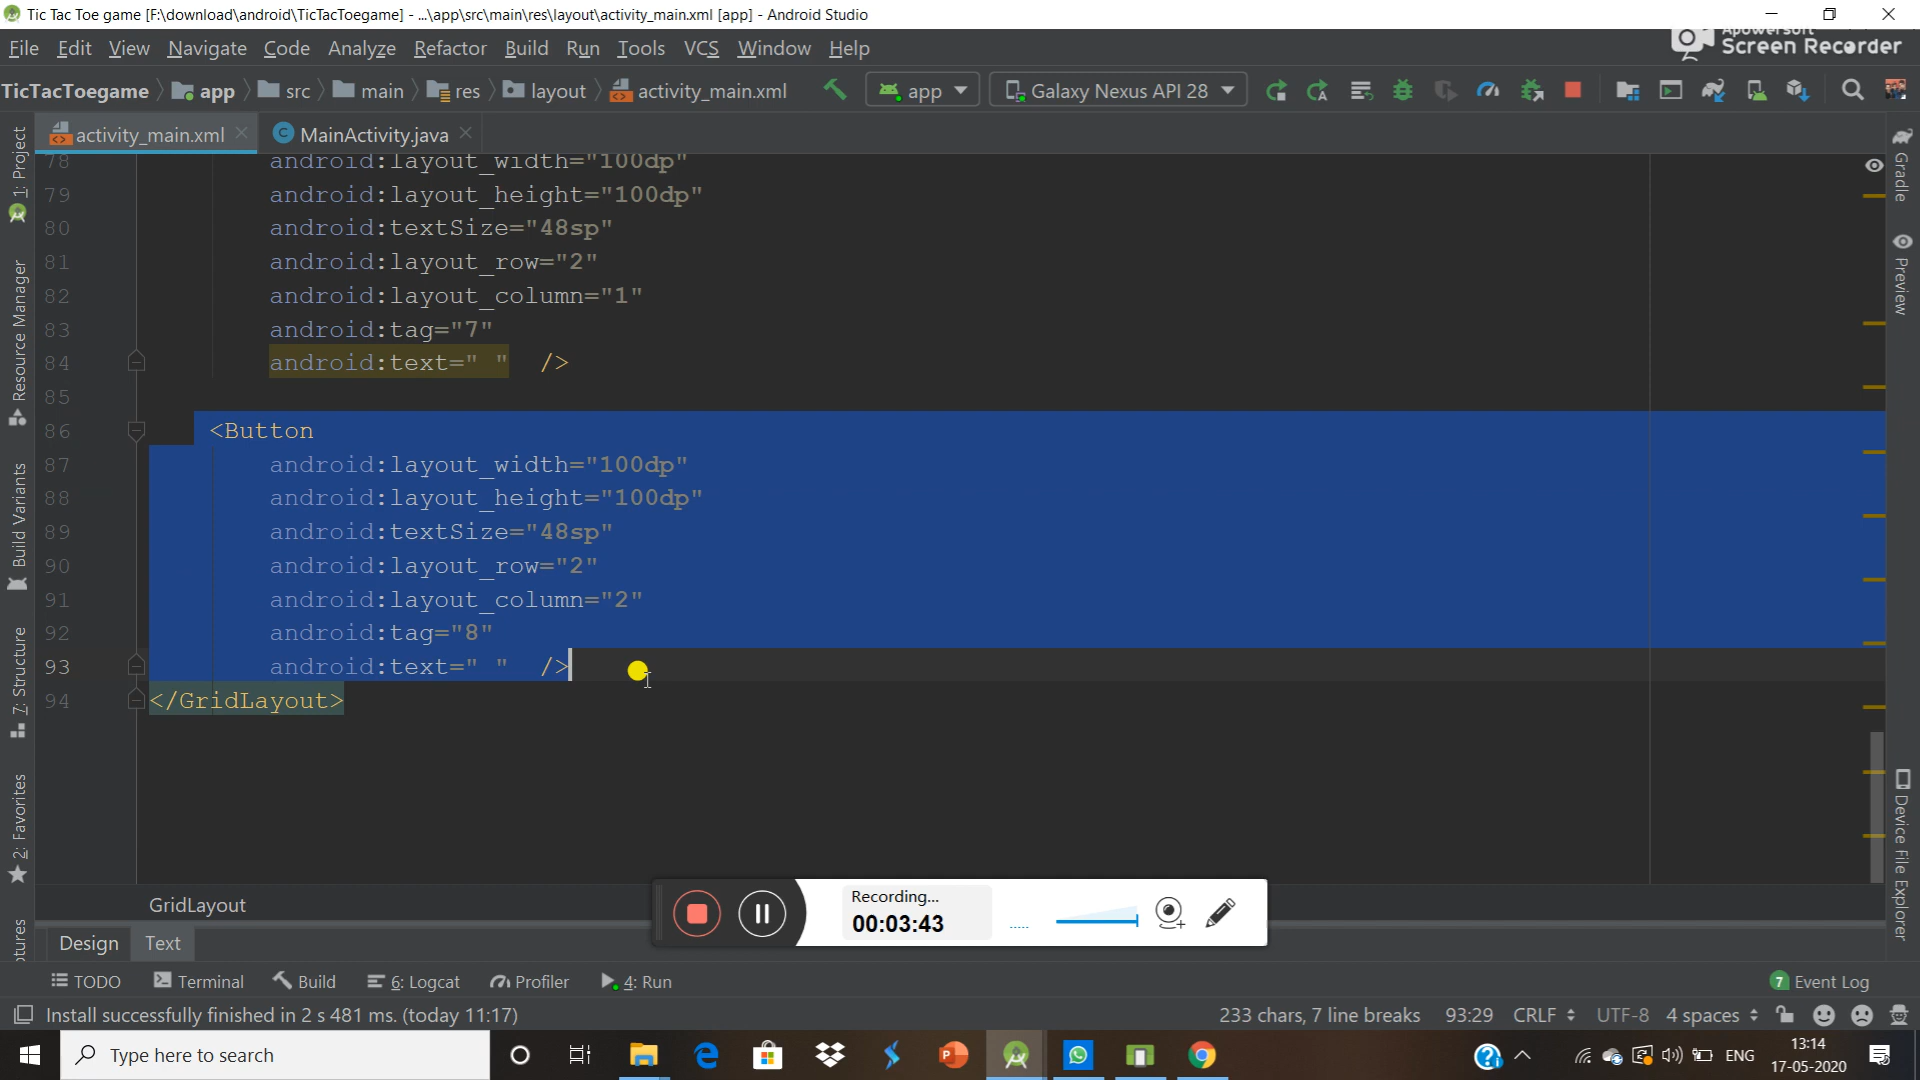 Tic Tac Toe game [F:\download\android\TicTacToegame] - ...\app\src\main\res\layout\activity_main.xml [app] - Android Studio
File Edit View Navigate Code Analyze Refactor Build Run Tools VCS Window Help
Apowersoft
Screen Recorder
TicTacToegame app src main res layout activity_main.xml app Galaxy Nexus API 28
activity_main.xml MainActivity.java
78 android:layout_width="100dp"
79 android:layout_height="100dp"
80 android:textSize="48sp"
81 android:layout_row="2"
82 android:layout_column="1"
83 android:tag="7"
84 android:text=" " />
85
86 <Button
87 android:layout_width="100dp"
88 android:layout_height="100dp"
89 android:textSize="48sp"
90 android:layout_row="2"
91 android:layout_column="2"
92 android:tag="8"
93 android:text=" " />
94 </GridLayout>
1: Project
Resource Manager
Build Variants
7: Structure
2: Favorites
tures
Gradle
Preview
Device File Explorer
Recording...
00:03:43
GridLayout
Design Text
TODO Terminal Build 6: Logcat Profiler 4: Run 7 Event Log
Install successfully finished in 2 s 481 ms. (today 11:17) 233 chars, 7 line breaks 93:29 CRLF UTF-8 4 spaces
Type here to search ENG
13:14
17-05-2020